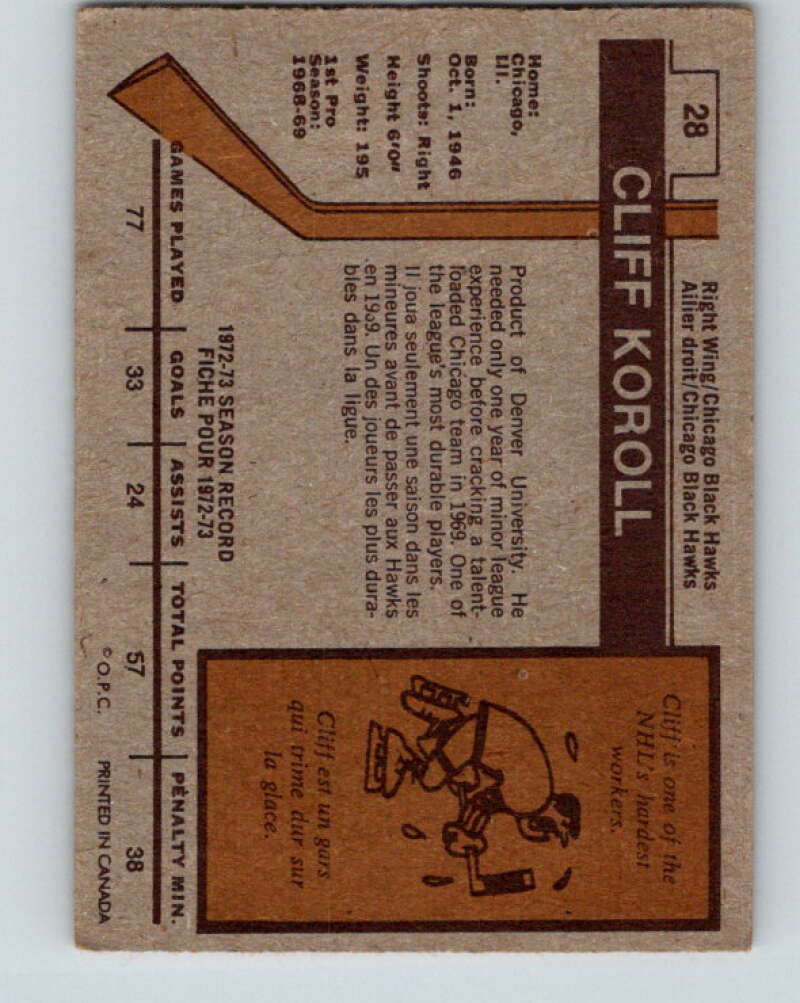 28
Right Wing/Chicago Black Hawks
Ailier droit/Chicago Black Hawks
CLIFF KOROLL
Home:
Chicago,
Ill.
Born:
Oct. 1, 1946
Shoots: Right
Height 6'0"
Weight: 195
1st Pro
Season:
1968-69
Product of Denver University. He
needed only one year of minor league
experience before cracking a talent-
loaded Chicago team in 1969. One of
the league's most durable players.
Il joua seulement une saison dans les
mineures avant de passer aux Hawks
en 1969. Un des joueurs les plus dura-
bles dans la ligue.
Cliff is one of the
NHL's hardest
workers.
Cliff est un gars
qui trime dur sur
la glace.
1972-73 SEASON RECORD
FICHE POUR 1972-73
GAMES PLAYED GOALS ASSISTS TOTAL POINTS PENALTY MIN.
77 33 24 57 38
© O.P.C. PRINTED IN CANADA